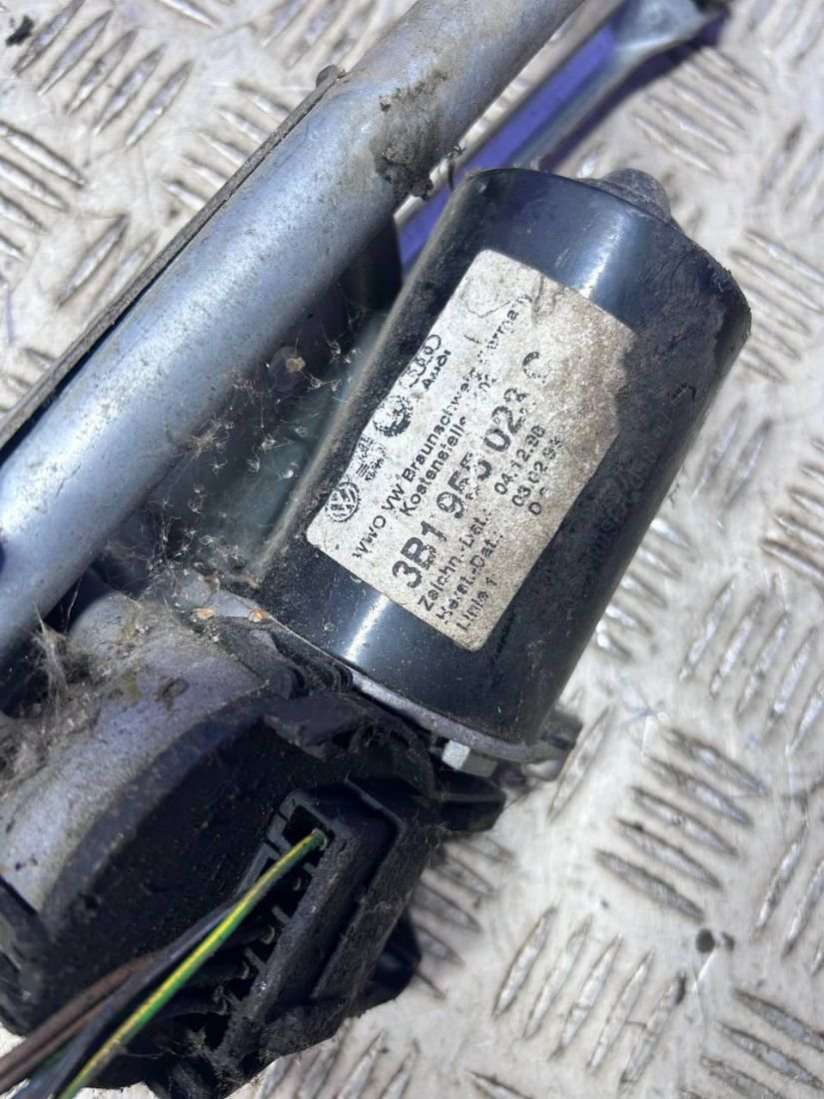 Audi
VW Braunschweig Germany
Kostenstelle
3B1 955 023 C
Zeichn.-Dat.: 04.12.98
Herst.-Dat.: 03.02.99
Linie 1